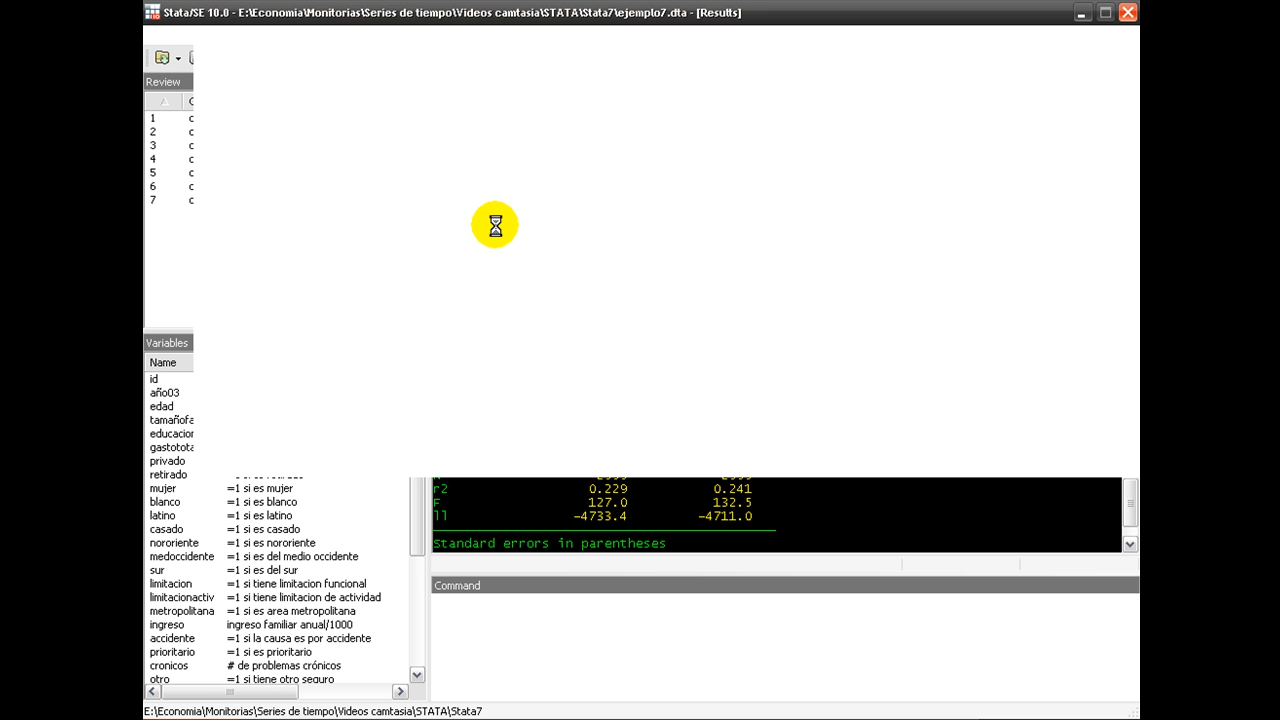 Stata/SE 10.0 - E:\Economia\Monitorias\Series de tiempo\Videos camtasia\STATA\Stata7\ejemplo7.dta - [Results]
Review
1
2
3
4
5
6
7
Variables
Name
id
año03
edad
tamañofa
educacion
gastotota
privado
retirado
mujer =1 si es mujer
blanco =1 si es blanco
latino =1 si es latino
casado =1 si es casado
nororiente =1 si es nororiente
medoccidente =1 si es del medio occidente
sur =1 si es del sur
limitacion =1 si tiene limitacion funcional
limitacionactiv =1 si tiene limitacion de actividad
metropolitana =1 si es area metropolitana
ingreso ingreso familiar anual/1000
accidente =1 si la causa es por accidente
prioritario =1 si es prioritario
cronicos # de problemas crónicos
otro =1 si tiene otro seguro
r2 0.229 0.241
F 127.0 132.5
ll -4733.4 -4711.0
Standard errors in parentheses
Command
E:\Economia\Monitorias\Series de tiempo\Videos camtasia\STATA\Stata7